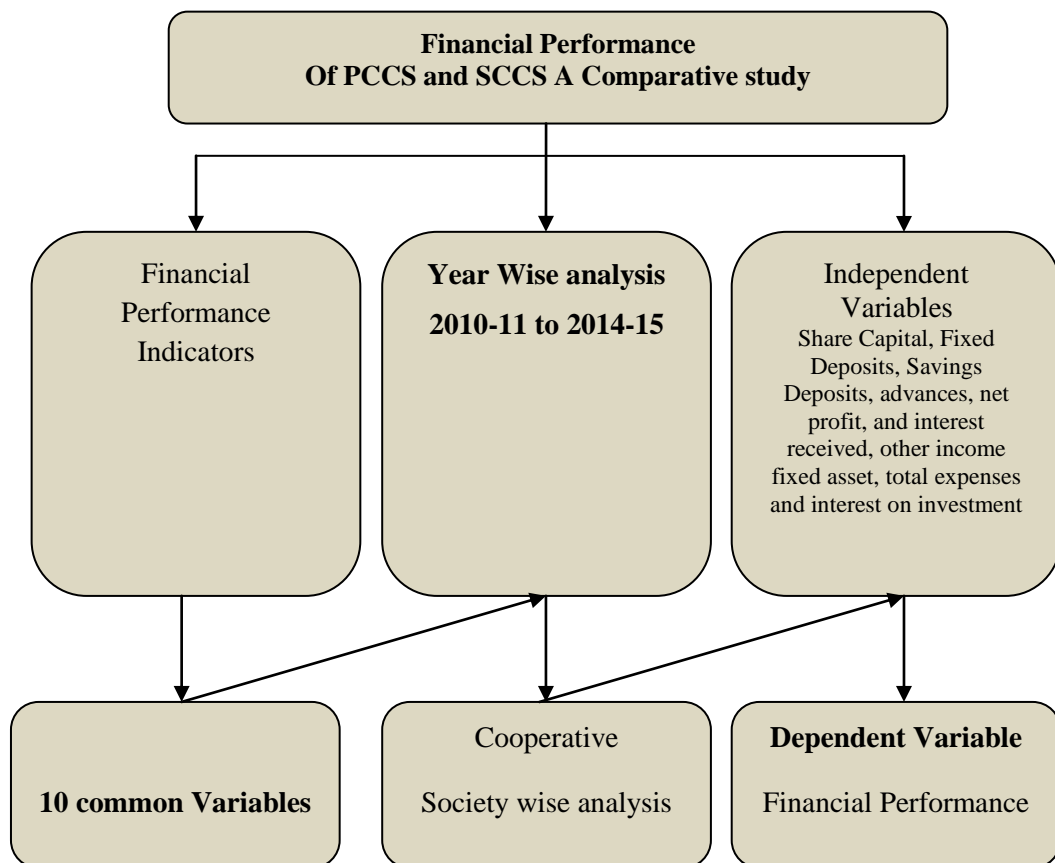 Financial Performance
Of PCCS and SCCS A Comparative study
Financial
Performance
Indicators
Year Wise analysis
2010-11 to 2014-15
Independent
Variables
Share Capital, Fixed
Deposits, Savings
Deposits, advances, net
profit, and interest
received, other income
fixed asset, total expenses
and interest on investment
10 common Variables
Cooperative
Society wise analysis
Dependent Variable
Financial Performance